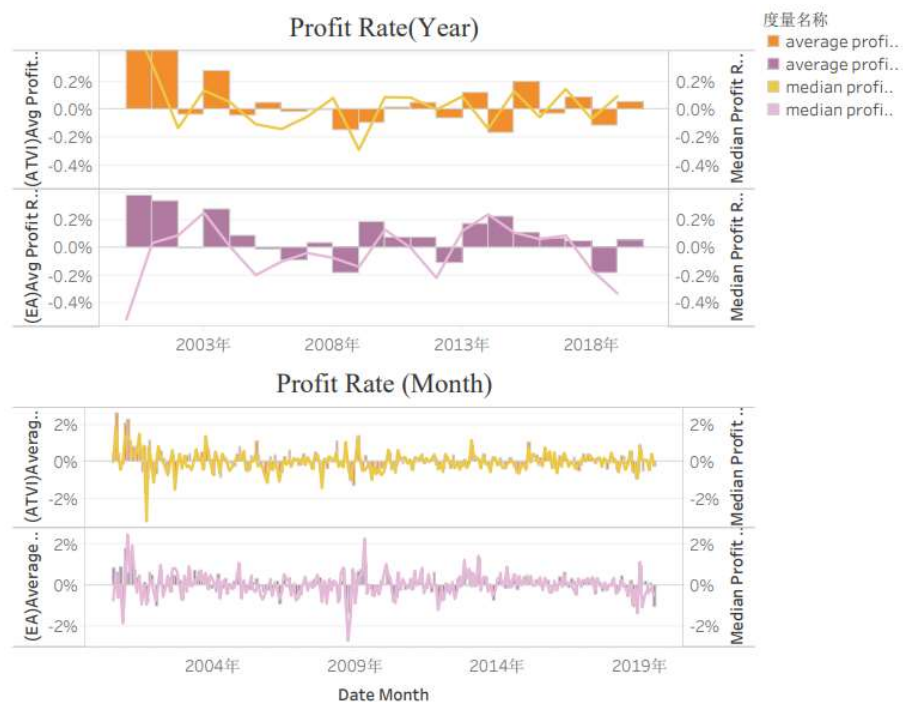 Profit Rate(Year)
(ATVI)Avg Profit..
0.2%
0.0%
-0.2%
-0.4%
0.2%
0.0%
-0.2%
-0.4%
Median Profit R..
(EA)Avg Profit R..
0.2%
0.0%
-0.2%
-0.4%
0.2%
0.0%
-0.2%
-0.4%
Median Profit R..
2003年
2008年
2013年
2018年
度量名称
average profi..
average profi..
median profi..
median profi..
Profit Rate (Month)
(ATVI)Averag..
2%
0%
-2%
2%
0%
-2%
Median Profit ..
(EA)Average ..
2%
0%
-2%
2%
0%
-2%
Median Profit ..
2004年
2009年
2014年
2019年
Date Month